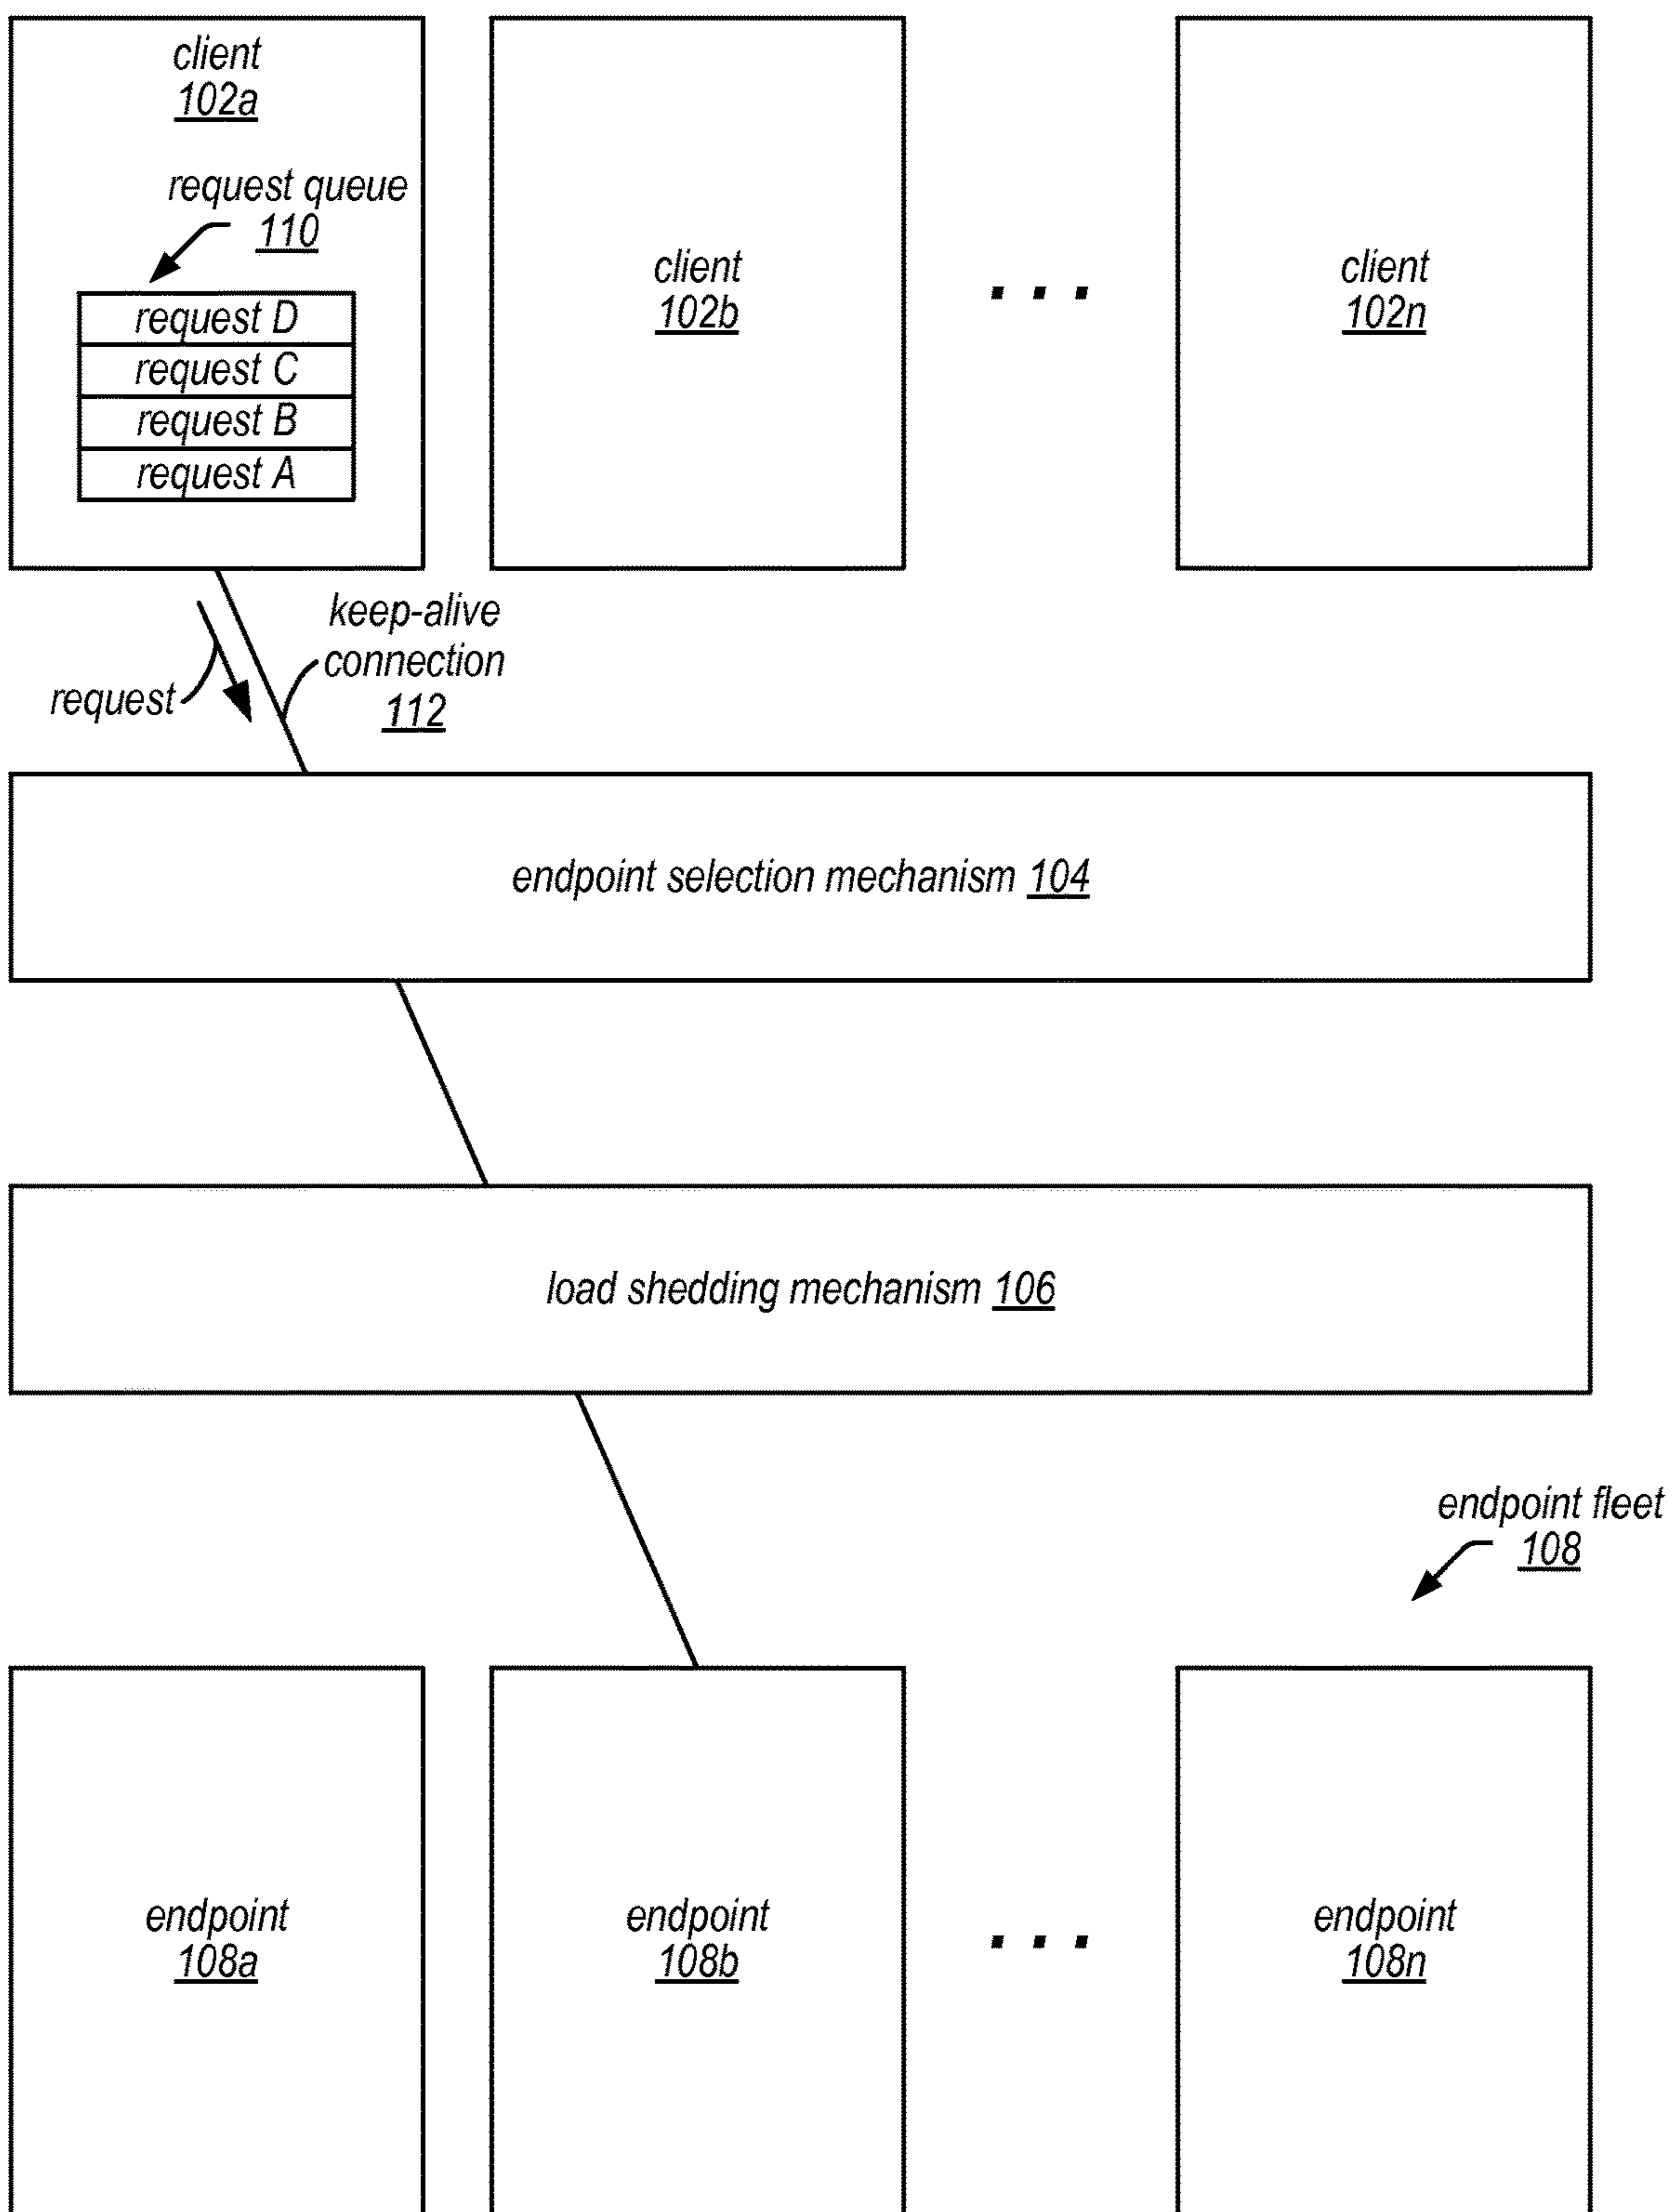 client
102a
request queue
110
request D
request C
request B
request A
client
102b
. . .
client
102n
keep-alive
connection
112
request
endpoint selection mechanism 104
load shedding mechanism 106
endpoint fleet
108
endpoint
108a
endpoint
108b
. . .
endpoint
108n